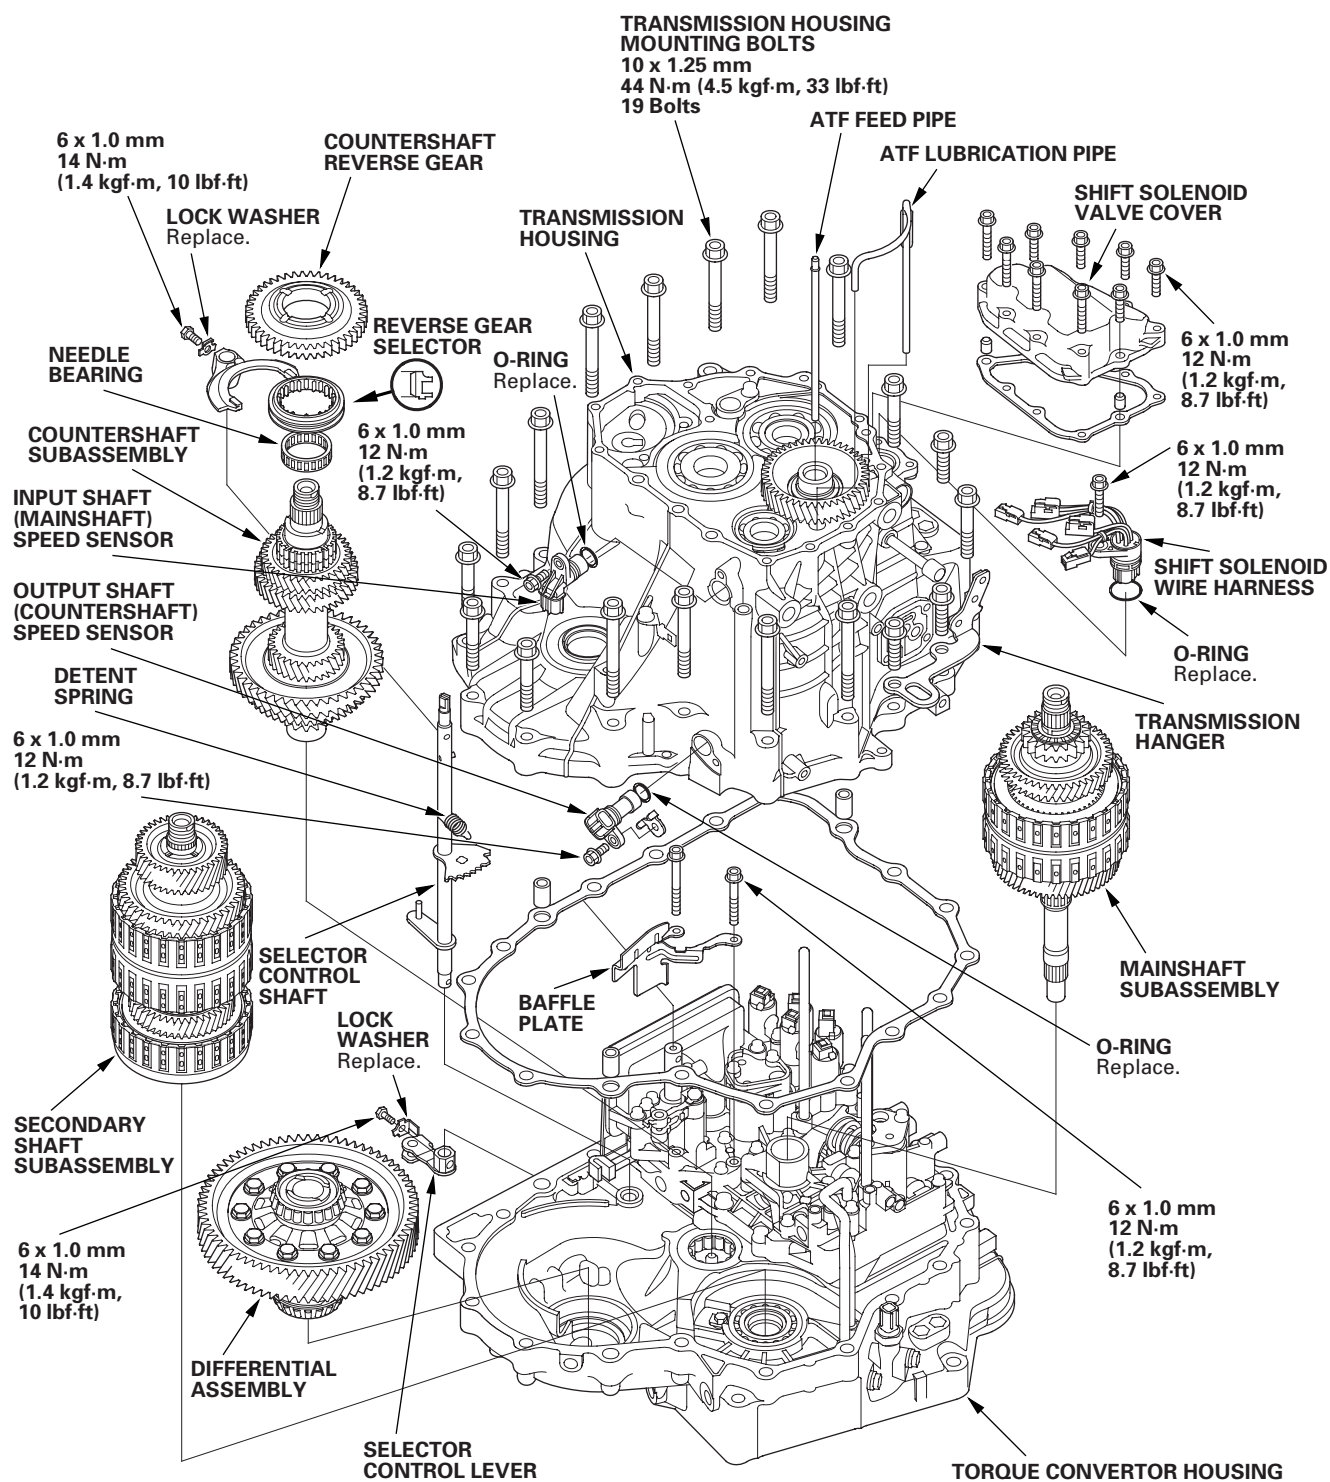 TRANSMISSION HOUSING
MOUNTING BOLTS
10 x 1.25 mm
44 N·m (4.5 kgf·m, 33 lbf·ft)
19 Bolts
ATF FEED PIPE
ATF LUBRICATION PIPE
6 x 1.0 mm
14 N·m
(1.4 kgf·m, 10 lbf·ft)
COUNTERSHAFT
REVERSE GEAR
SHIFT SOLENOID
VALVE COVER
LOCK WASHER
Replace.
TRANSMISSION
HOUSING
REVERSE GEAR
SELECTOR
NEEDLE
BEARING
O-RING
Replace.
6 x 1.0 mm
12 N·m
(1.2 kgf·m,
8.7 lbf·ft)
COUNTERSHAFT
SUBASSEMBLY
6 x 1.0 mm
12 N·m
(1.2 kgf·m,
8.7 lbf·ft)
6 x 1.0 mm
12 N·m
(1.2 kgf·m,
8.7 lbf·ft)
INPUT SHAFT
(MAINSHAFT)
SPEED SENSOR
SHIFT SOLENOID
WIRE HARNESS
OUTPUT SHAFT
(COUNTERSHAFT)
SPEED SENSOR
O-RING
Replace.
DETENT
SPRING
TRANSMISSION
HANGER
6 x 1.0 mm
12 N·m
(1.2 kgf·m, 8.7 lbf·ft)
SELECTOR
CONTROL
SHAFT
BAFFLE
PLATE
MAINSHAFT
SUBASSEMBLY
LOCK
WASHER
Replace.
O-RING
Replace.
SECONDARY
SHAFT
SUBASSEMBLY
6 x 1.0 mm
12 N·m
(1.2 kgf·m,
8.7 lbf·ft)
6 x 1.0 mm
14 N·m
(1.4 kgf·m,
10 lbf·ft)
DIFFERENTIAL
ASSEMBLY
SELECTOR
CONTROL LEVER
TORQUE CONVERTOR HOUSING